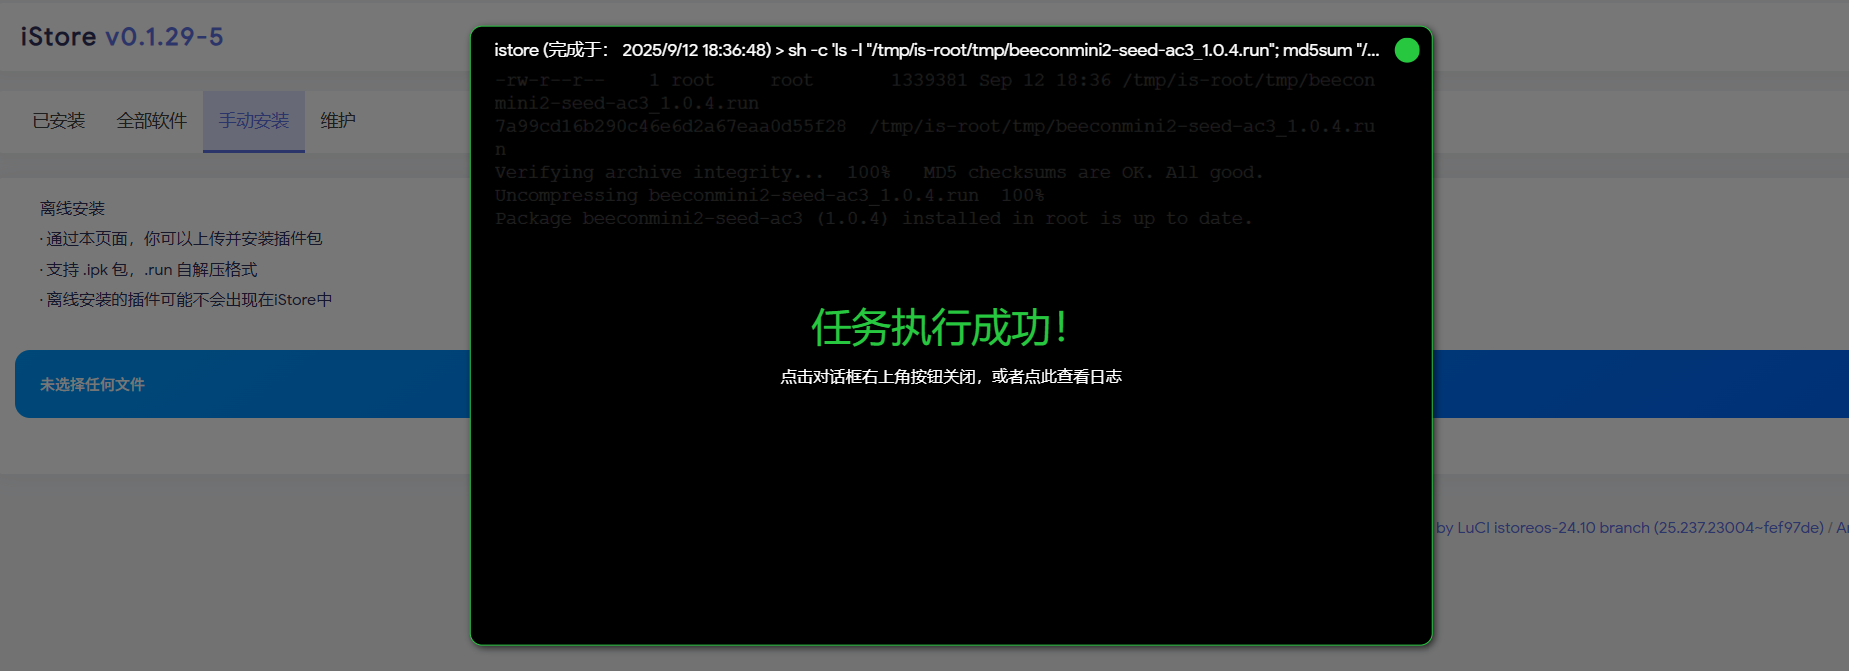 iStore v0.1.29-5
已安装 全部软件 手动安装 维护
离线安装
· 通过本页面，你可以上传并安装插件包
· 支持 .ipk 包，.run 自解压格式
· 离线安装的插件可能不会出现在iStore中
未选择任何文件
istore (完成于： 2025/9/12 18:36:48) > sh -c 'ls -l "/tmp/is-root/tmp/beeconmini2-seed-ac3_1.0.4.run"; md5sum "/...
-rw-r--r-- 1 root root 1339381 Sep 12 18:36 /tmp/is-root/tmp/beecon
mini2-seed-ac3_1.0.4.run
7a99cd16b290c46e6d2a67eaa0d55f28 /tmp/is-root/tmp/beeconmini2-seed-ac3_1.0.4.ru
n
Verifying archive integrity... 100% MD5 checksums are OK. All good.
Uncompressing beeconmini2-seed-ac3_1.0.4.run 100%
Package beeconmini2-seed-ac3 (1.0.4) installed in root is up to date.
任务执行成功！
点击对话框右上角按钮关闭，或者点此查看日志
by LuCI istoreos-24.10 branch (25.237.23004~fef97de) /